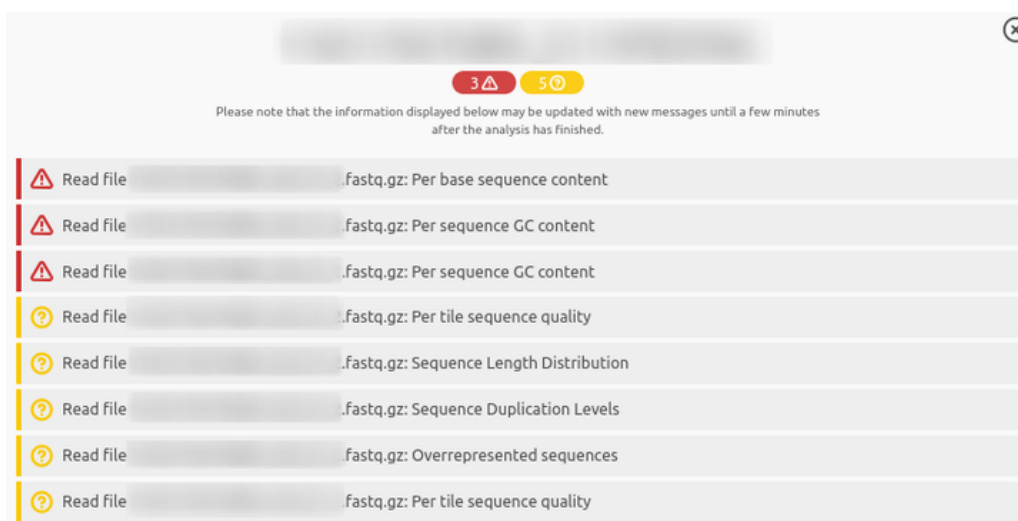 3 5
Please note that the information displayed below may be updated with new messages until a few minutes
after the analysis has finished.
Read file .fastq.gz: Per base sequence content
Read file .fastq.gz: Per sequence GC content
Read file .fastq.gz: Per sequence GC content
Read file .fastq.gz: Per tile sequence quality
Read file .fastq.gz: Sequence Length Distribution
Read file .fastq.gz: Sequence Duplication Levels
Read file .fastq.gz: Overrepresented sequences
Read file .fastq.gz: Per tile sequence quality